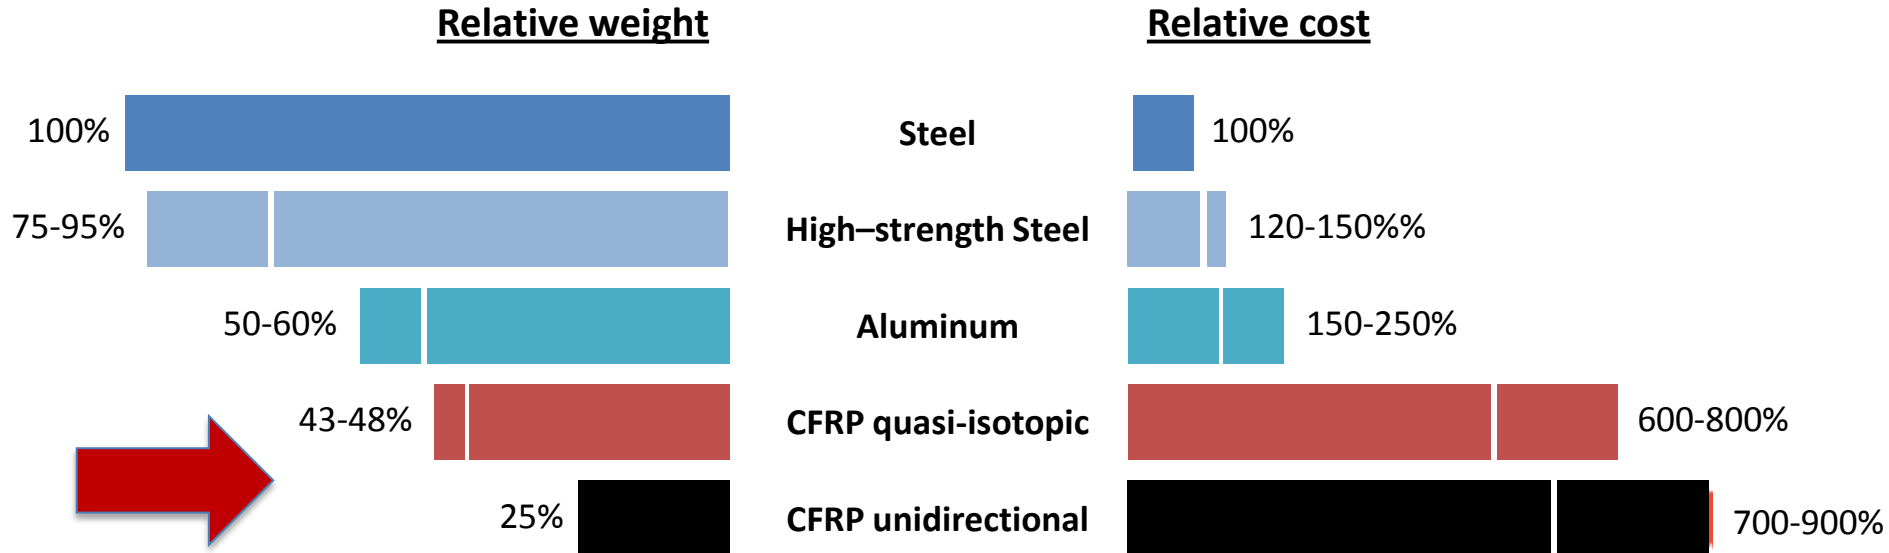 Relative weight
Relative cost
100%
Steel
100%
75-95%
High–strength Steel
120-150%%
50-60%
Aluminum
150-250%
43-48%
CFRP quasi-isotopic
600-800%
25%
CFRP unidirectional
700-900%